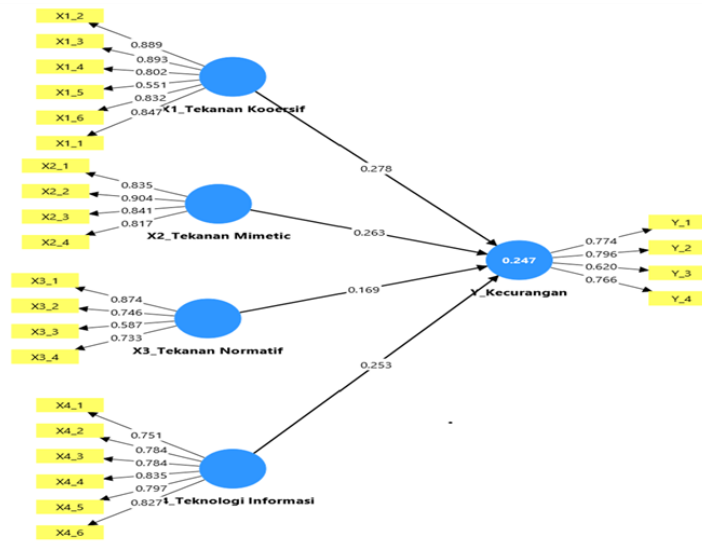 X1_2
X1_3
X1_4
X1_5
X1_6
X1_1
0.889
0.893
0.802
0.551
0.832
0.847
X1_Tekanan Kooersif
0.278
X2_1
X2_2
X2_3
X2_4
0.835
0.904
0.841
0.817
X2_Tekanan Mimetic
0.263
X3_1
X3_2
X3_3
X3_4
0.874
0.746
0.587
0.733
X3_Tekanan Normatif
0.169
X4_1
X4_2
X4_3
X4_4
X4_5
X4_6
0.751
0.784
0.784
0.835
0.797
0.827
_Teknologi Informasi
0.253
0.247
Y_Kecurangan
0.774
0.796
0.620
0.766
Y_1
Y_2
Y_3
Y_4